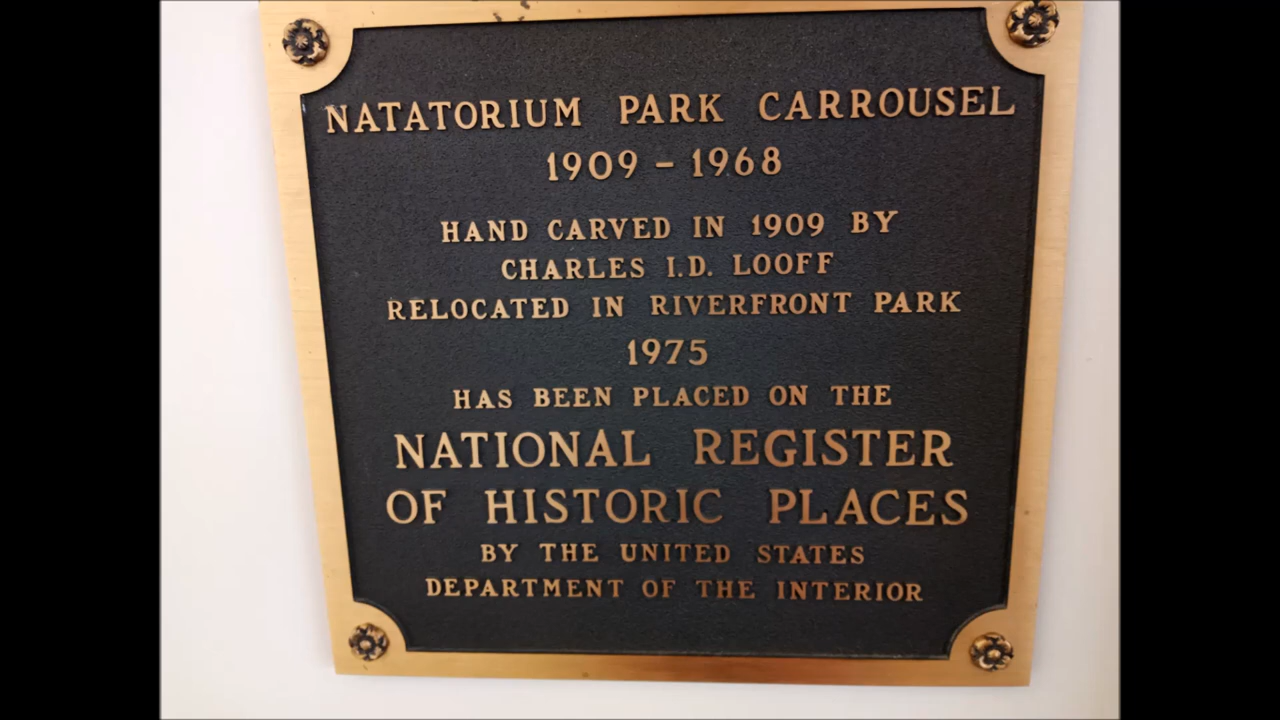 NATATORIUM PARK CARROUSEL
1909 - 1968
HAND CARVED IN 1909 BY
CHARLES I.D. LOOFF
RELOCATED IN RIVERFRONT PARK
1975
HAS BEEN PLACED ON THE
NATIONAL REGISTER
OF HISTORIC PLACES
BY THE UNITED STATES
DEPARTMENT OF THE INTERIOR